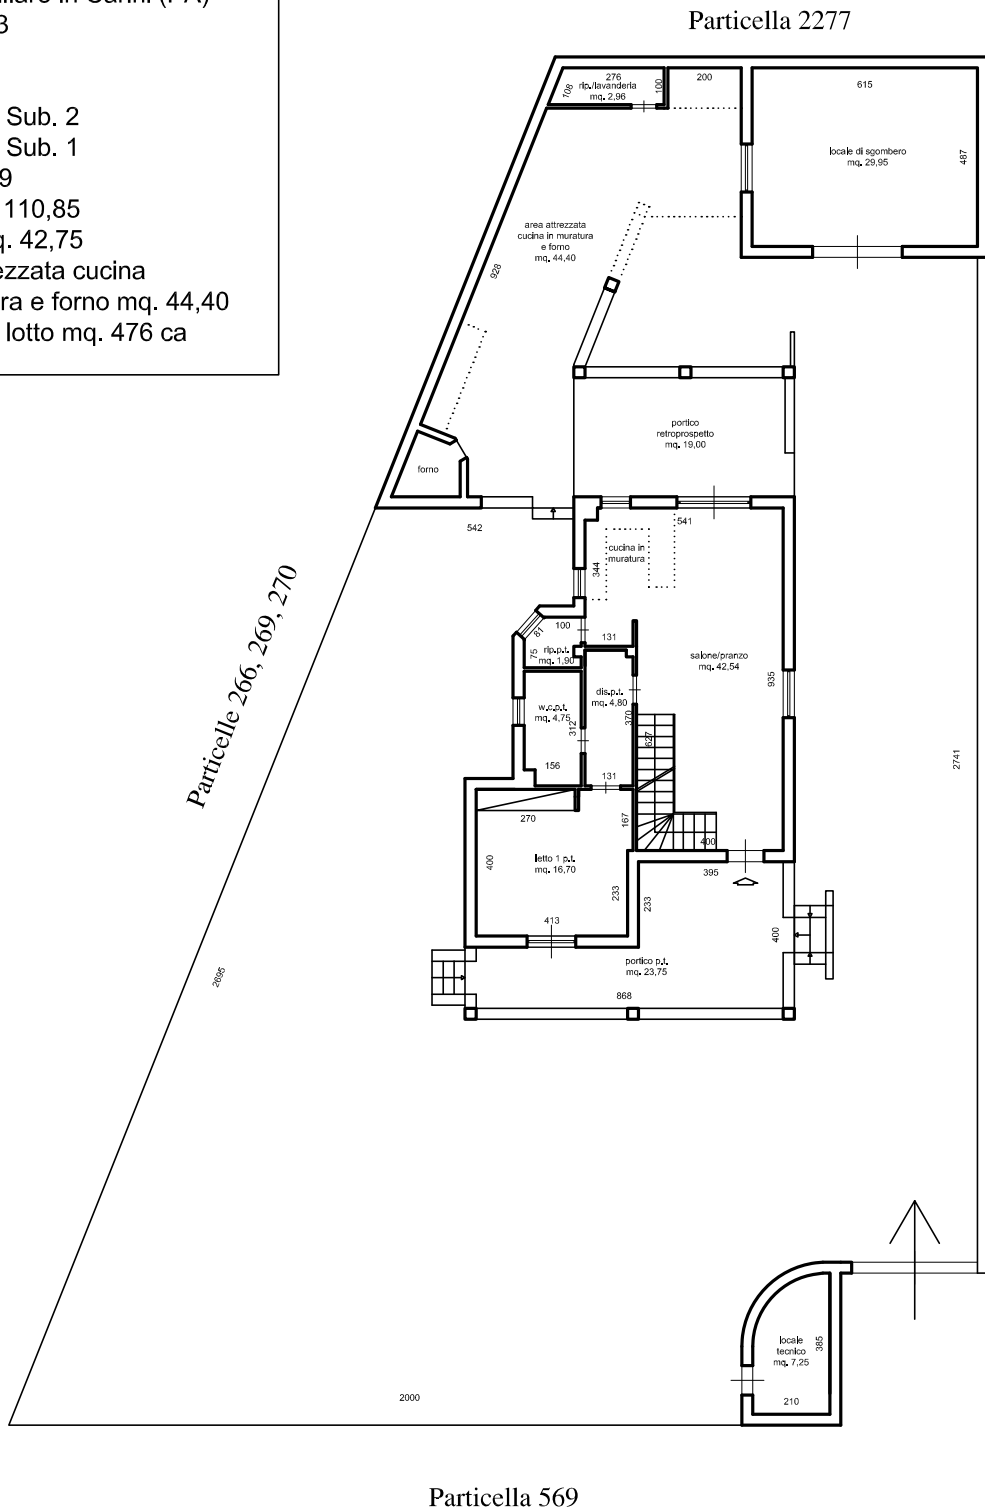 Particella 2277
Sub. 2
Sub. 1
110,85
mq. 42,75
cucina
e forno mq. 44,40
lotto mq. 476 ca
276
rip./lavanderia
mq. 2,96
108
100
200
615
locale di sgombero
mq. 29,95
487
area attrezzata
cucina in muratura
e forno
mq. 44,40
928
portico
retroprospetto
mq. 19,00
forno
542
541
cucina in
muratura
344
100
81
75
rip.p.t.
mq. 1,90
131
salone/pranzo
mq. 42,54
935
dis.p.t.
mq. 4,80
370
w.c.p.t.
mq. 4,75
312
156
131
627
Particelle 266, 269, 270
2741
270
167
400
letto 1 p.t.
mq. 16,70
400
395
233
233
413
400
portico p.t.
mq. 23,75
868
2695
locale
tecnico
mq. 7,25
385
210
2000
Particella 569